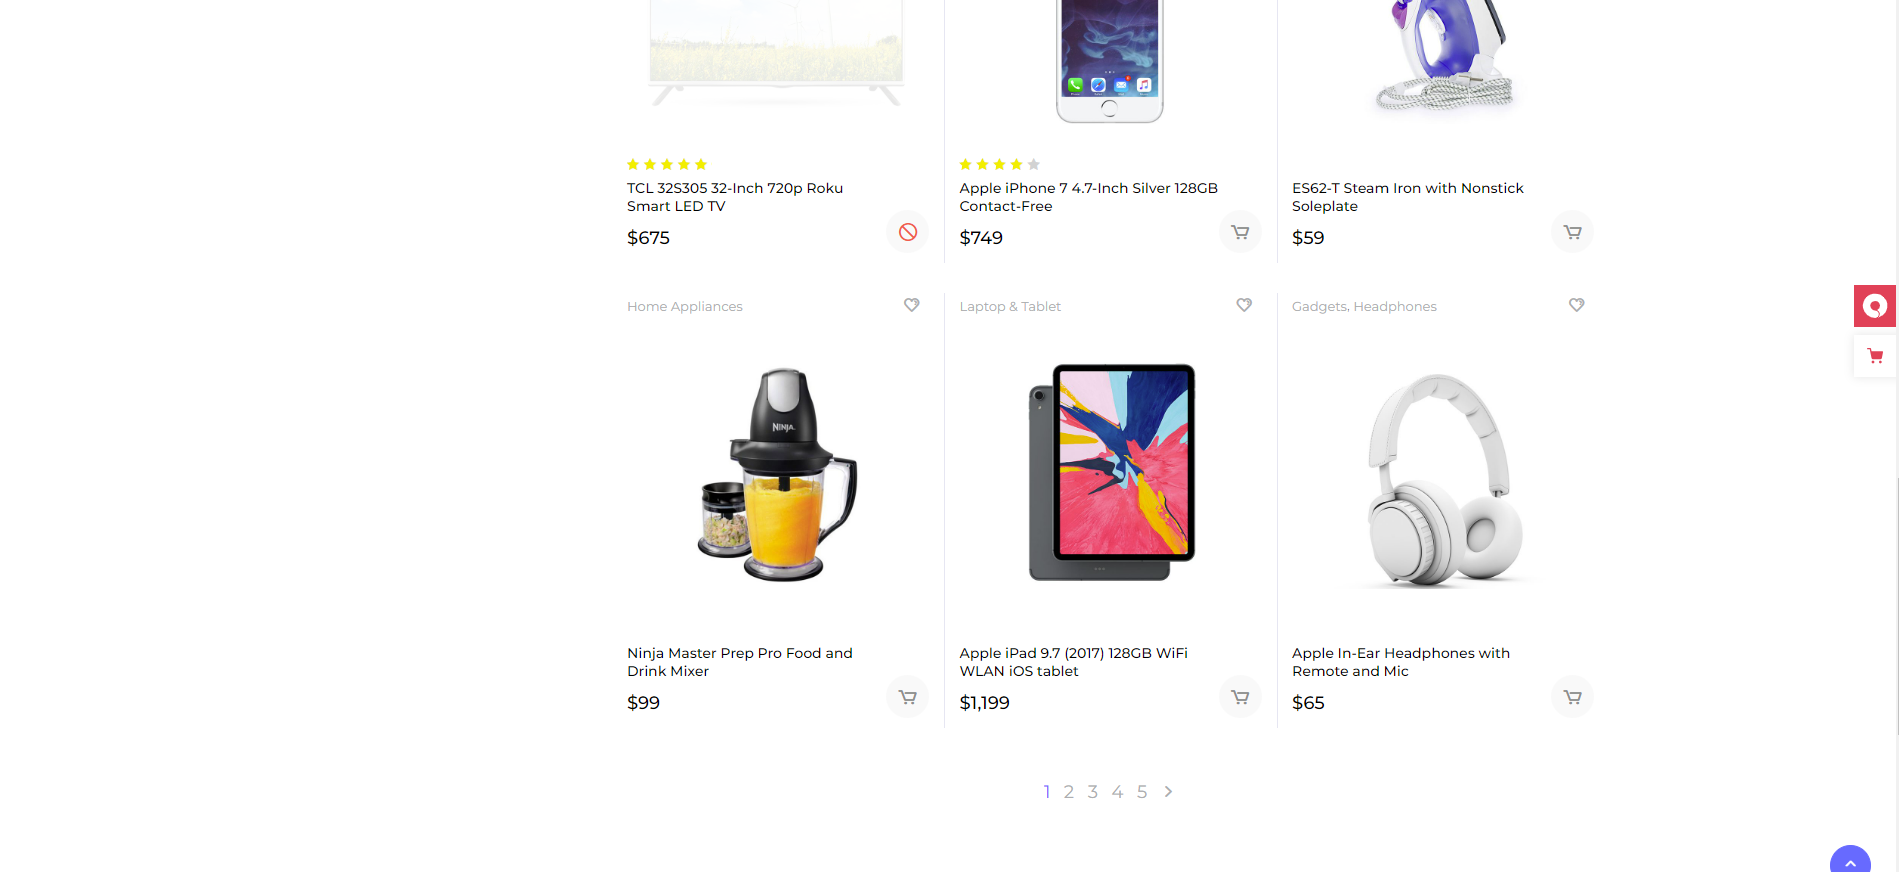 TCL 32S305 32-Inch 720p Roku
Smart LED TV
$675
Apple iPhone 7 4.7-Inch Silver 128GB
Contact-Free
$749
ES62-T Steam Iron with Nonstick
Soleplate
$59
Home Appliances
NINJA
Ninja Master Prep Pro Food and
Drink Mixer
$99
Laptop & Tablet
Apple iPad 9.7 (2017) 128GB WiFi
WLAN iOS tablet
$1,199
Gadgets, Headphones
Apple In-Ear Headphones with
Remote and Mic
$65
1 2 3 4 5